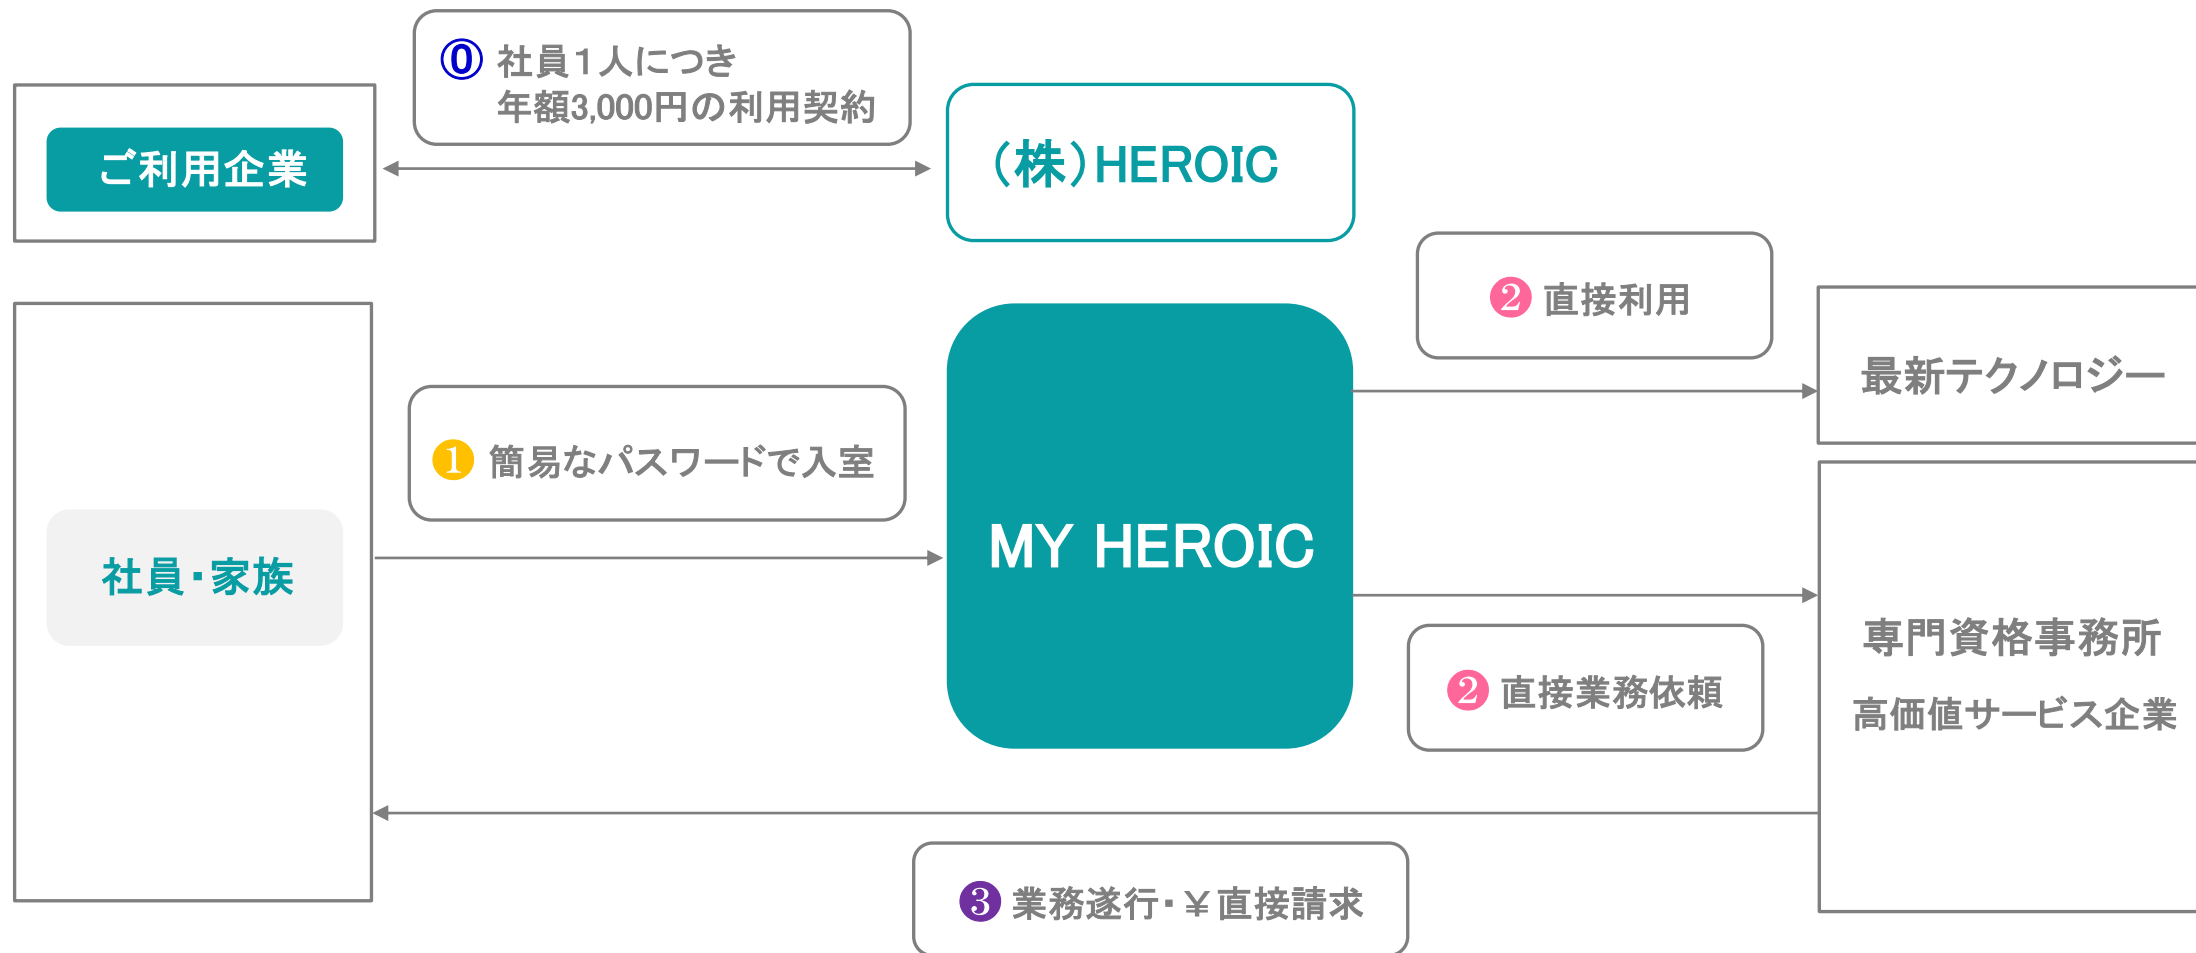 ⓪ 社員１人につき
年額3,000円の利用契約
ご利用企業
（株）HEROIC
❷ 直接利用
最新テクノロジー
❶ 簡易なパスワードで入室
MY HEROIC
社員・家族
専門資格事務所
❷ 直接業務依頼
高価値サービス企業
❸ 業務遂行・￥直接請求